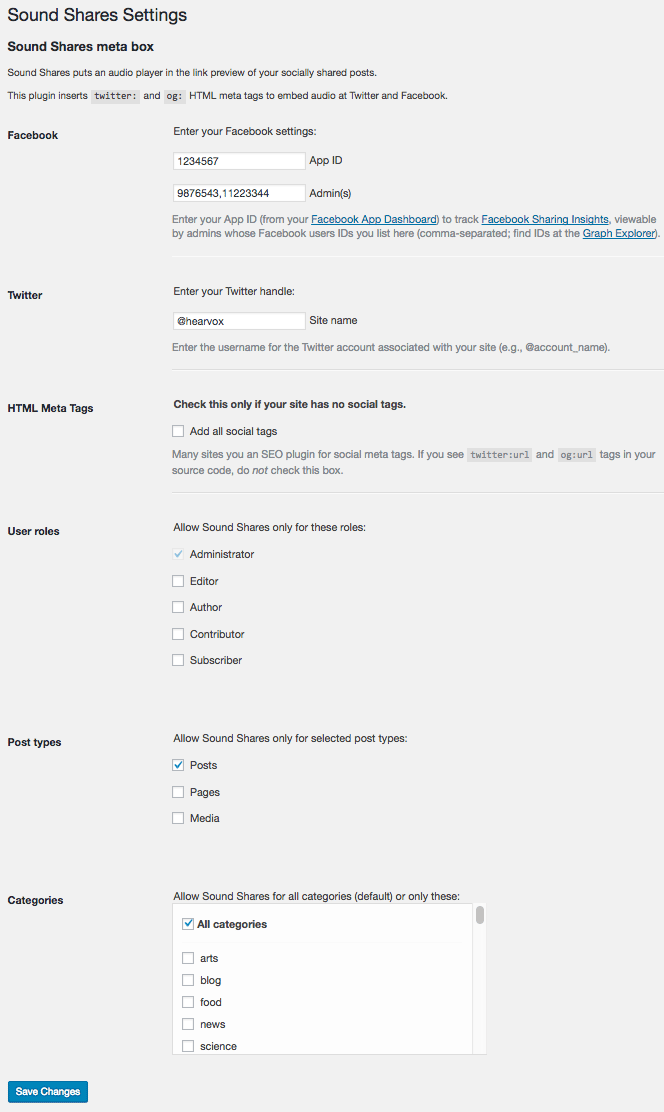 Sound Shares Settings
Sound Shares meta box
Sound Shares puts an audio player in the link preview of your socially shared posts.
This plugin inserts twitter: and og: HTML meta tags to embed audio at Twitter and Facebook.
Facebook
Enter your Facebook settings:
1234567 App ID
9876543,11223344 Admin(s)
Enter your App ID (from your Facebook App Dashboard) to track Facebook Sharing Insights, viewable
by admins whose Facebook users IDs you list here (comma-separated; find IDs at the Graph Explorer).
Twitter
Enter your Twitter handle:
@hearvox Site name
Enter the username for the Twitter account associated with your site (e.g., @account_name).
HTML Meta Tags
Check this only if your site has no social tags.
Add all social tags
Many sites you an SEO plugin for social meta tags. If you see twitter:url and og:url tags in your
source code, do not check this box.
User roles
Allow Sound Shares only for these roles:
Administrator
Editor
Author
Contributor
Subscriber
Post types
Allow Sound Shares only for selected post types:
Posts
Pages
Media
Categories
Allow Sound Shares for all categories (default) or only these:
All categories
arts
blog
food
news
science
Save Changes